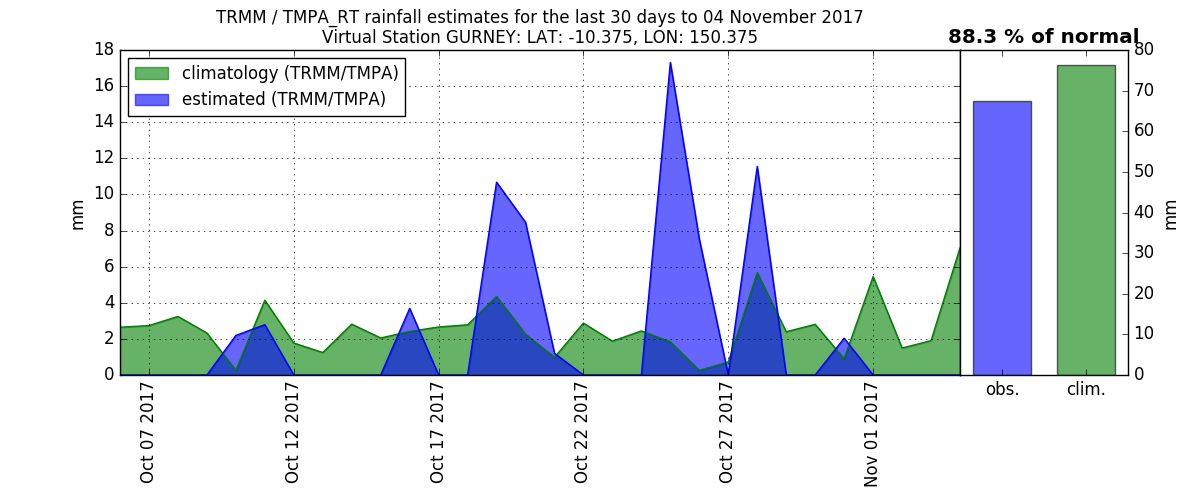 TRMM / TMPA_RT rainfall estimates for the last 30 days to 04 November 2017
Virtual Station GURNEY: LAT: -10.375, LON: 150.375
88.3 % of normal
climatology (TRMM/TMPA)
estimated (TRMM/TMPA)
18
16
14
12
10
8
6
4
2
0
mm
Oct 07 2017
Oct 12 2017
Oct 17 2017
Oct 22 2017
Oct 27 2017
Nov 01 2017
80
70
60
50
40
30
20
10
0
mm
obs.
clim.